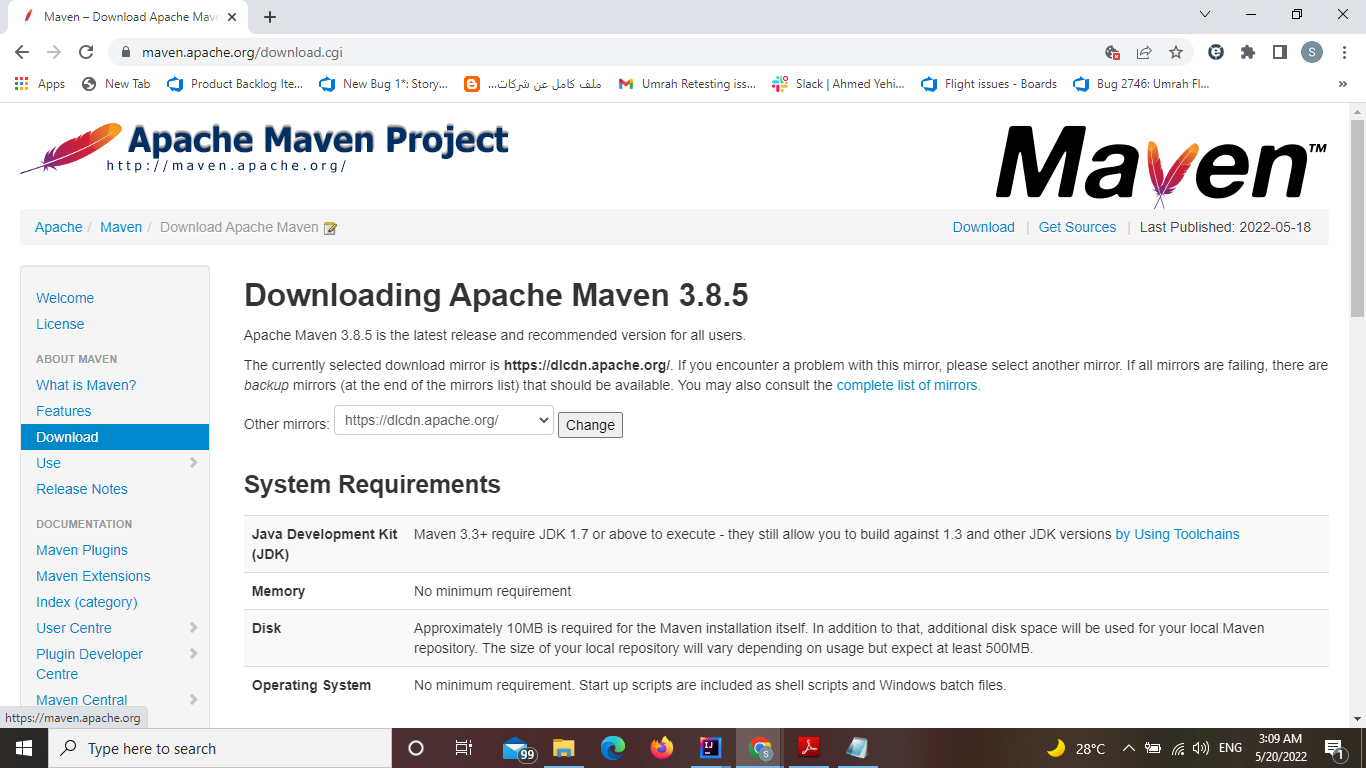 Maven – Download Apache Mave
maven.apache.org/download.cgi
Apps
New Tab
Product Backlog Ite...
New Bug 1*: Story...
ملف كامل عن شركات...
Umrah Retesting iss...
Slack | Ahmed Yehi...
Flight issues - Boards
Bug 2746: Umrah Fl...
»
Apache Maven Project
http://maven.apache.org/
Maven™
Apache / Maven / Download Apache Maven
Download | Get Sources | Last Published: 2022-05-18
Welcome
License
ABOUT MAVEN
What is Maven?
Features
Download
Use
Release Notes
DOCUMENTATION
Maven Plugins
Maven Extensions
Index (category)
User Centre
Plugin Developer
Centre
Maven Central
Downloading Apache Maven 3.8.5
Apache Maven 3.8.5 is the latest release and recommended version for all users.
The currently selected download mirror is https://dlcdn.apache.org/. If you encounter a problem with this mirror, please select another mirror. If all mirrors are failing, there are
backup mirrors (at the end of the mirrors list) that should be available. You may also consult the complete list of mirrors.
Other mirrors: https://dlcdn.apache.org/ Change
System Requirements
Java Development Kit
(JDK)
Maven 3.3+ require JDK 1.7 or above to execute - they still allow you to build against 1.3 and other JDK versions by Using Toolchains
Memory
No minimum requirement
Disk
Approximately 10MB is required for the Maven installation itself. In addition to that, additional disk space will be used for your local Maven
repository. The size of your local repository will vary depending on usage but expect at least 500MB.
Operating System
No minimum requirement. Start up scripts are included as shell scripts and Windows batch files.
https://maven.apache.org
Type here to search
99
28°C
ENG
3:09 AM
5/20/2022
1